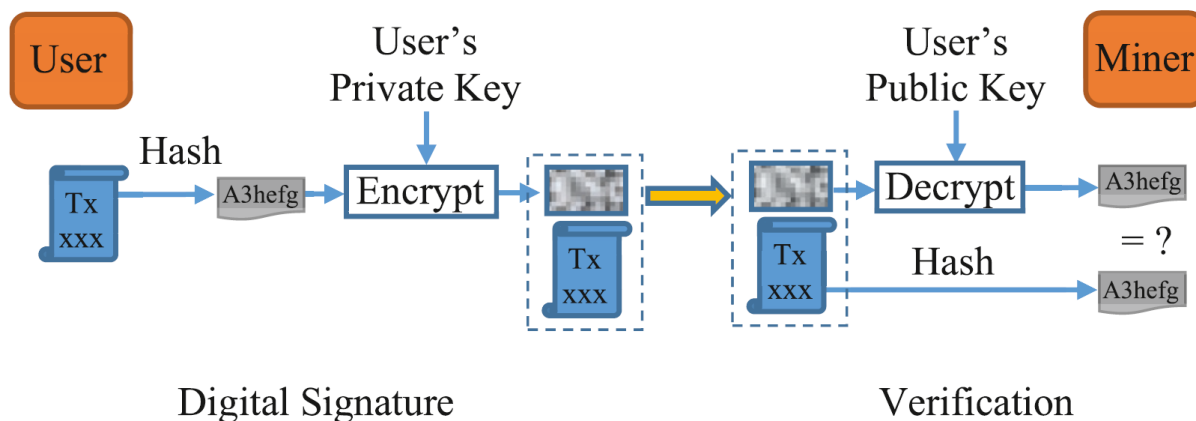 User
User's
Private Key
User's
Public Key
Miner
Hash
A3hefg
Encrypt
Decrypt
A3hefg
Tx
xxx
Tx
xxx
Tx
xxx
= ?
Hash
A3hefg
Digital Signature
Verification